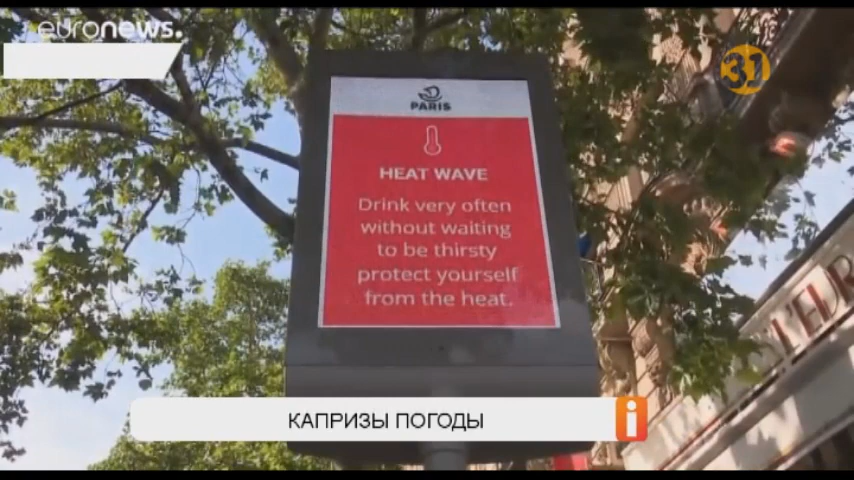 euronews.
31
PARIS
HEAT WAVE
Drink very often
without waiting
to be thirsty
protect yourself
from the heat.
L'EUR
КАПРИЗЫ ПОГОДЫ
i